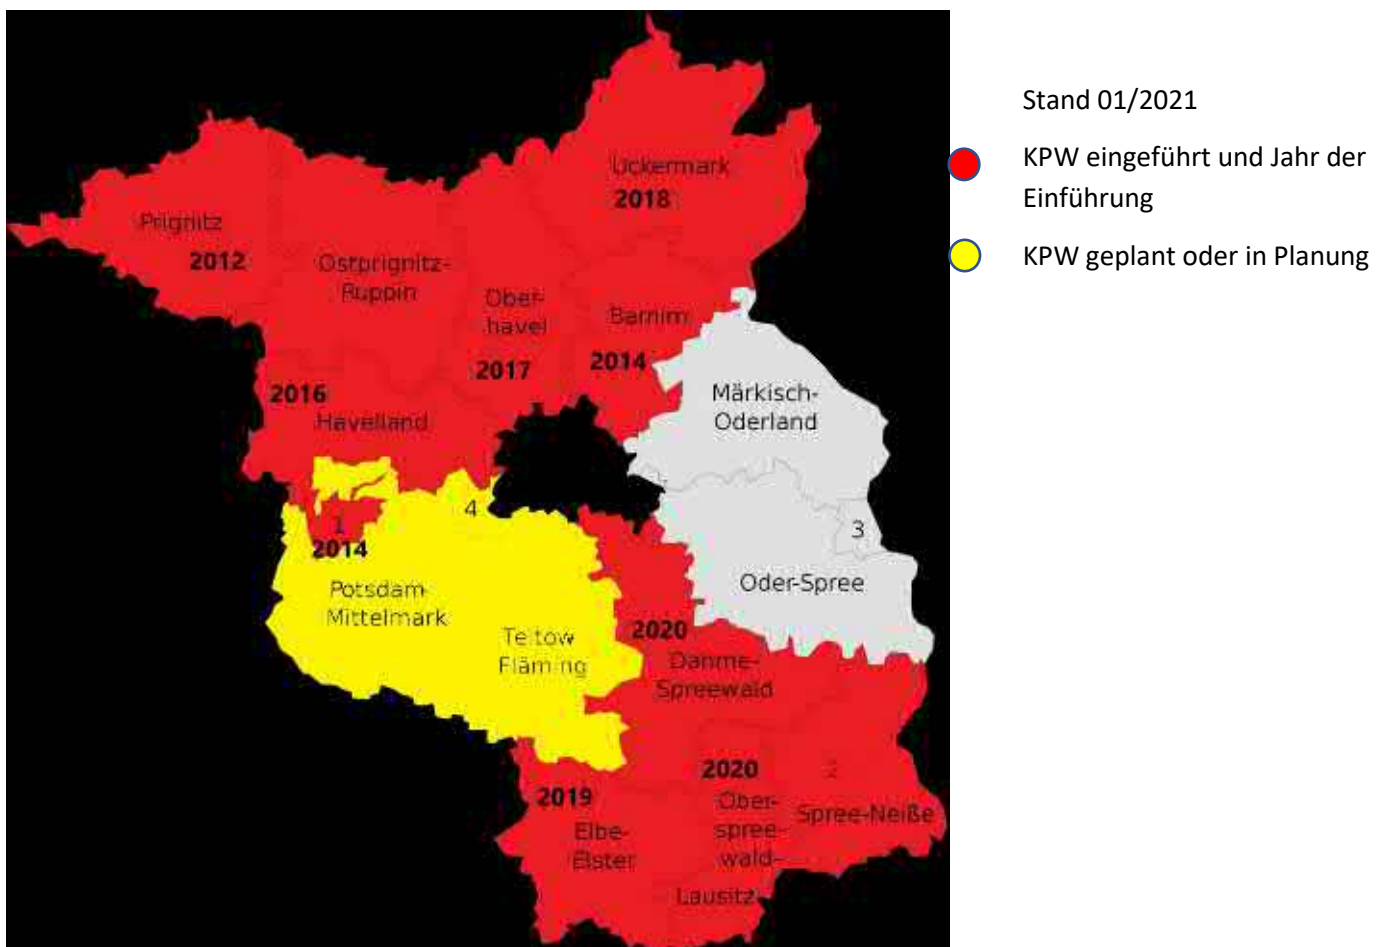 Stand 01/2021
KPW eingeführt und Jahr der
Einführung
KPW geplant oder in Planung
Uckermark
2018
Prignitz
2012
Ostprignitz-
Ruppin
Ober-
havel
2017
Barnim
2014
2016
Havelland
Märkisch-
Oderland
4
1
2014
3
Potsdam-
Mittelmark
Oder-Spree
Te tow
Fläming
2020
Dahme-
Spreewald
2020
2
2019
Elbe-
Elster
Ober-
spree-
wald-
Lausitz
Spree-Neiße